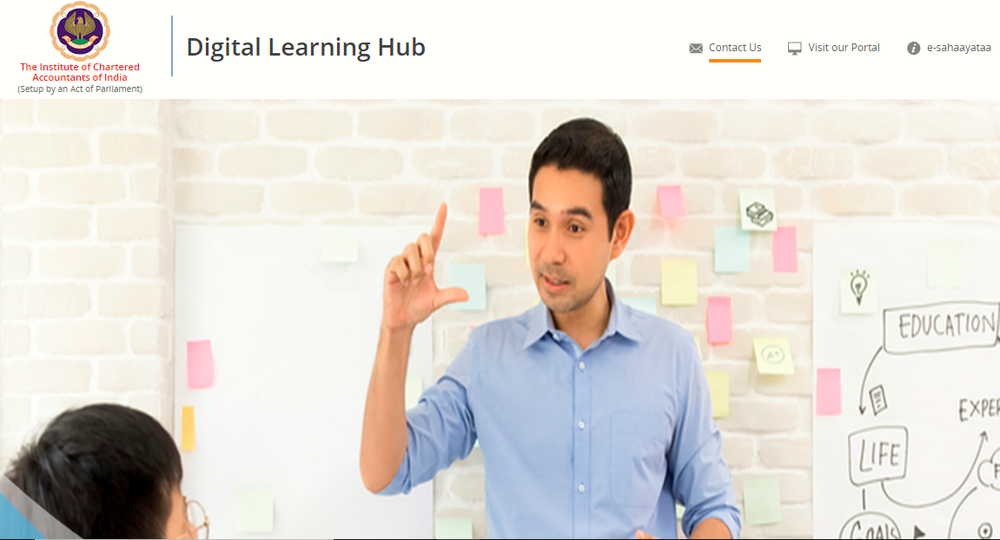 The Institute of Chartered
Accountants of India
(Setup by an Act of Parliament)
Digital Learning Hub
Contact Us
Visit our Portal
e-sahaayataa
A+
EDUCATION
LIFE
GOALS